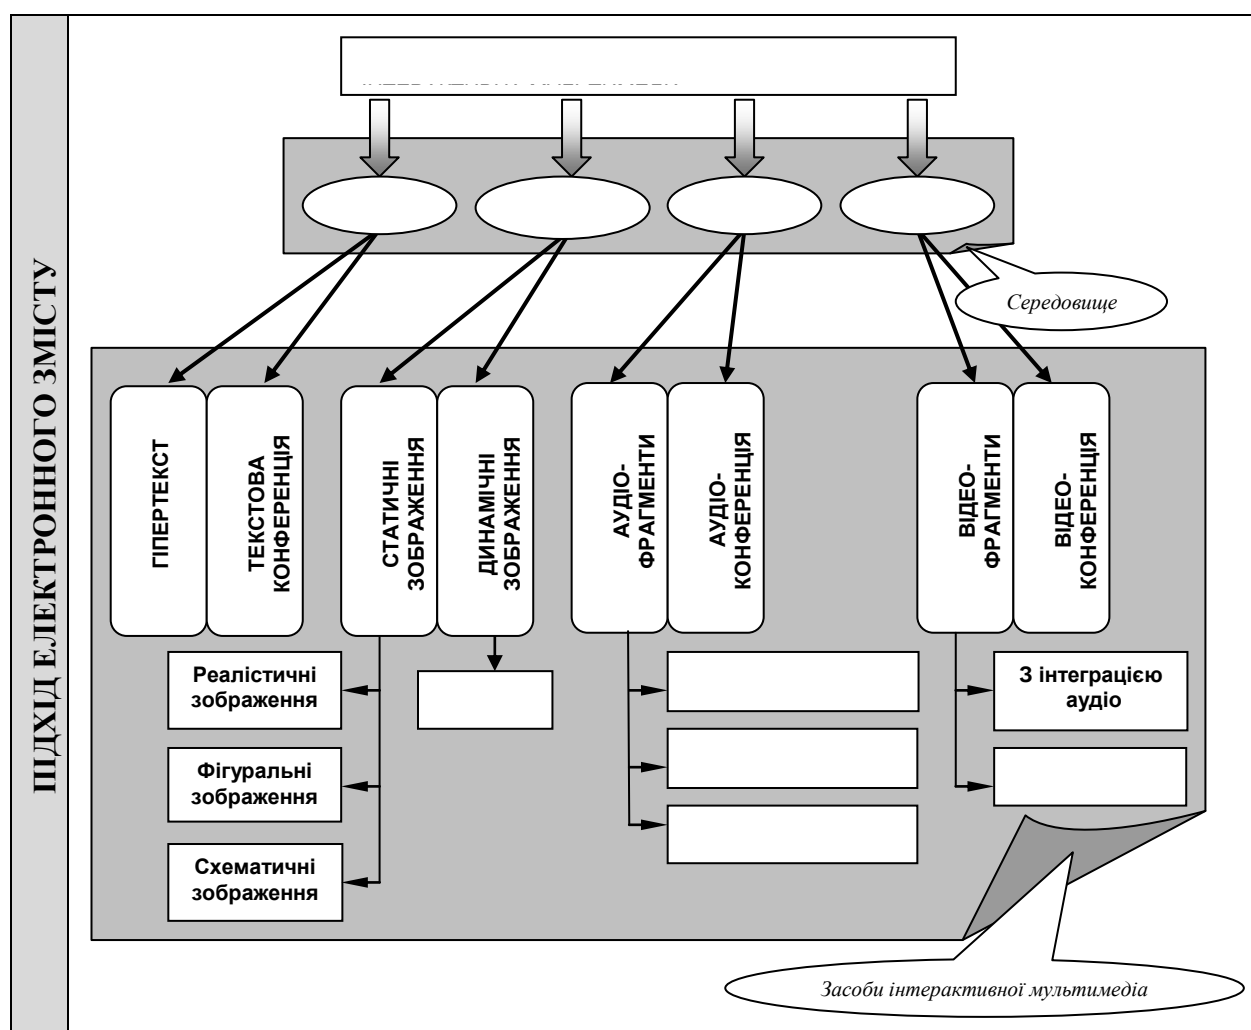 ПІДХІД ЕЛЕКТРОННОГО ЗМІСТУ
Середовище
ГІПЕРТЕКСТ
ТЕКСТОВА
КОНФЕРЕНЦІЯ
СТАТИЧНІ
ЗОБРАЖЕННЯ
ДИНАМІЧНІ
ЗОБРАЖЕННЯ
АУДІО-
ФРАГМЕНТИ
АУДІО-
КОНФЕРЕНЦІЯ
ВІДЕО-
ФРАГМЕНТИ
ВІДЕО-
КОНФЕРЕНЦІЯ
Реалістичні
зображення
З інтеграцією
аудіо
Фігуральні
зображення
Схематичні
зображення
Засоби інтерактивної мультимедіа